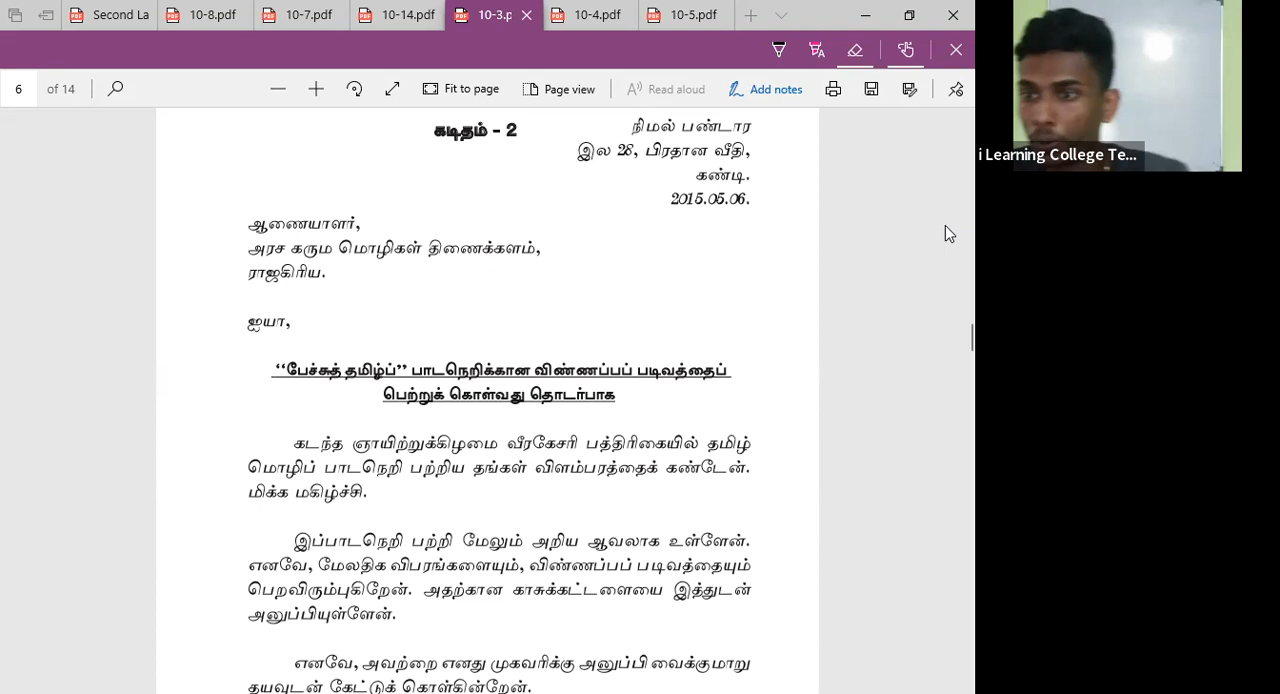 Second La
10-8.pdf
10-7.pdf
10-14.pdf
10-3.p
10-4.pdf
10-5.pdf
6 of 14
Fit to page
Page view
Read aloud
Add notes
கடிதம் - 2
நிமல் பண்டார
இல 28, பிரதான வீதி,
கண்டி.
2015.05.06.
ஆணையாளர்,
அரச கரும மொழிகள் திணைக்களம்,
ராஜகிரிய.
ஐயா,
‘‘பேச்சுத் தமிழ்ப்’’ பாடநெறிக்கான விண்ணப்பப் படிவத்தைப்
பெற்றுக் கொள்வது தொடர்பாக
கடந்த ஞாயிற்றுக்கிழமை வீரகேசரி பத்திரிகையில் தமிழ்
மொழிப் பாடநெறி பற்றிய தங்கள் விளம்பரத்தைக் கண்டேன்.
மிக்க மகிழ்ச்சி.
இப்பாடநெறி பற்றி மேலும் அறிய ஆவலாக உள்ளேன்.
எனவே, மேலதிக விபரங்களையும், விண்ணப்பப் படிவத்தையும்
பெறவிரும்புகிறேன். அதற்கான காசுக்கட்டளையை இத்துடன்
அனுப்பியுள்ளேன்.
எனவே, அவற்றை எனது முகவரிக்கு அனுப்பி வைக்குமாறு
தயவுடன் கேட்டுக் கொள்கின்றேன்.
i Learning College Te...